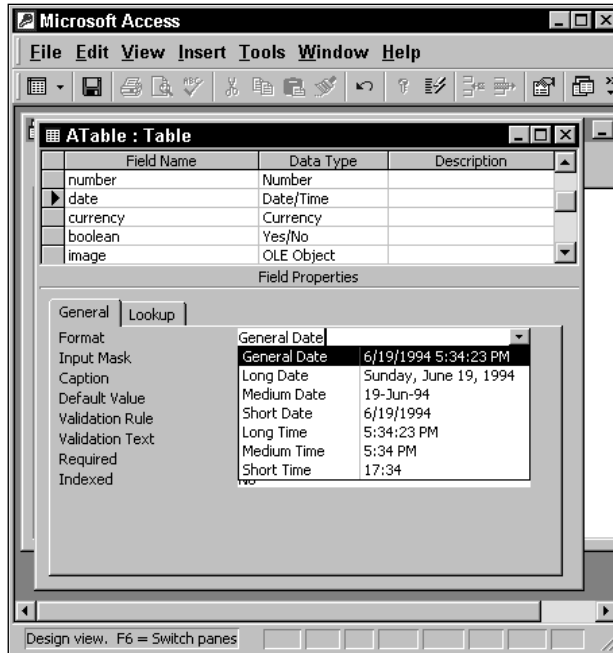 Microsoft Access
File Edit View Insert Tools Window Help
ATable : Table
Field Name Data Type Description
number Number
date Date/Time
currency Currency
boolean Yes/No
image OLE Object
Field Properties
General Lookup
Format General Date
Input Mask General Date 6/19/1994 5:34:23 PM
Caption Long Date Sunday, June 19, 1994
Default Value Medium Date 19-Jun-94
Validation Rule Short Date 6/19/1994
Validation Text Long Time 5:34:23 PM
Required Medium Time 5:34 PM
Indexed Short Time 17:34
Design view. F6 = Switch panes